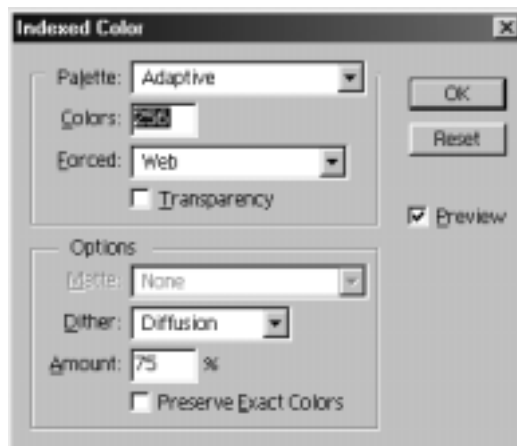 Indexed Color
Palette: Adaptive
Colors: 256
Forced: Web
Transparency
OK
Reset
Preview
Options
Matte: None
Dither: Diffusion
Amount: 75 %
Preserve Exact Colors